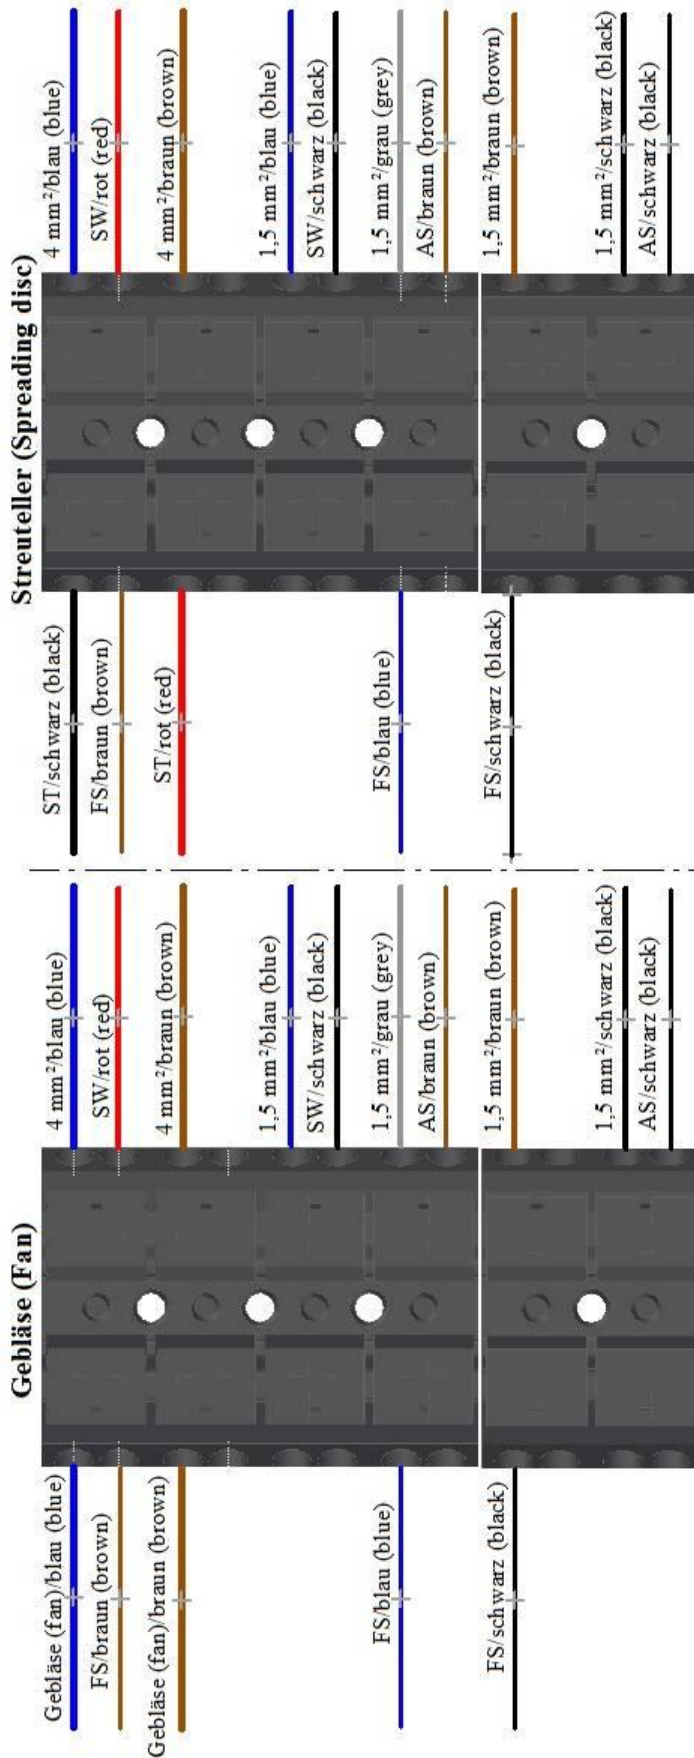 Streuteller (Spreading disc)
ST/schwarz (black)
FS/braun (brown)
ST/rot (red)
FS/blau (blue)
FS/schwarz (black)
4 mm²/blau (blue)
SW/rot (red)
4 mm²/braun (brown)
1,5 mm²/blau (blue)
SW/schwarz (black)
1,5 mm²/grau (grey)
AS/braun (brown)
1,5 mm²/braun (brown)
1,5 mm²/schwarz (black)
AS/schwarz (black)
Gebläse (Fan)
Gebläse (fan)/blau (blue)
FS/braun (brown)
Gebläse (fan)/braun (brown)
FS/blau (blue)
FS/schwarz (black)
4 mm²/blau (blue)
SW/rot (red)
4 mm²/braun (brown)
1,5 mm²/blau (blue)
SW/schwarz (black)
1,5 mm²/grau (grey)
AS/braun (brown)
1,5 mm²/braun (brown)
1,5 mm²/schwarz (black)
AS/schwarz (black)